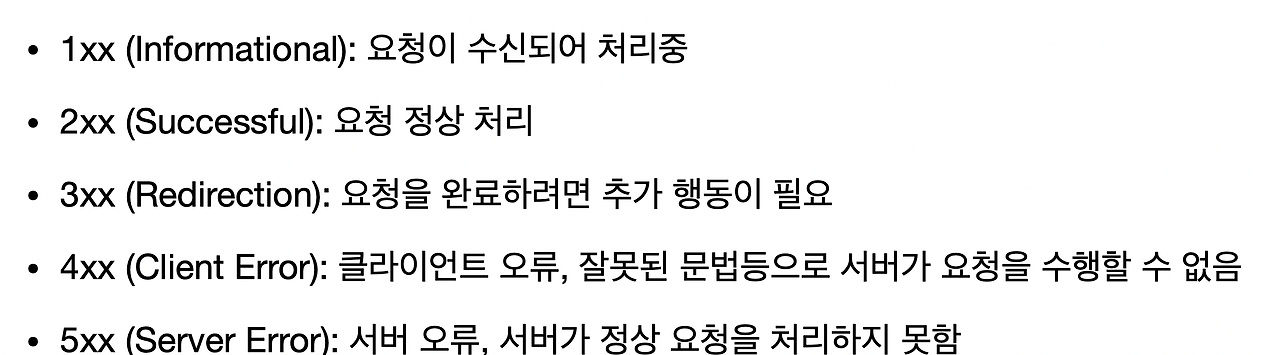 • 1xx (Informational): 요청이 수신되어 처리중
• 2xx (Successful): 요청 정상 처리
• 3xx (Redirection): 요청을 완료하려면 추가 행동이 필요
• 4xx (Client Error): 클라이언트 오류, 잘못된 문법등으로 서버가 요청을 수행할 수 없음
• 5xx (Server Error): 서버 오류, 서버가 정상 요청을 처리하지 못함